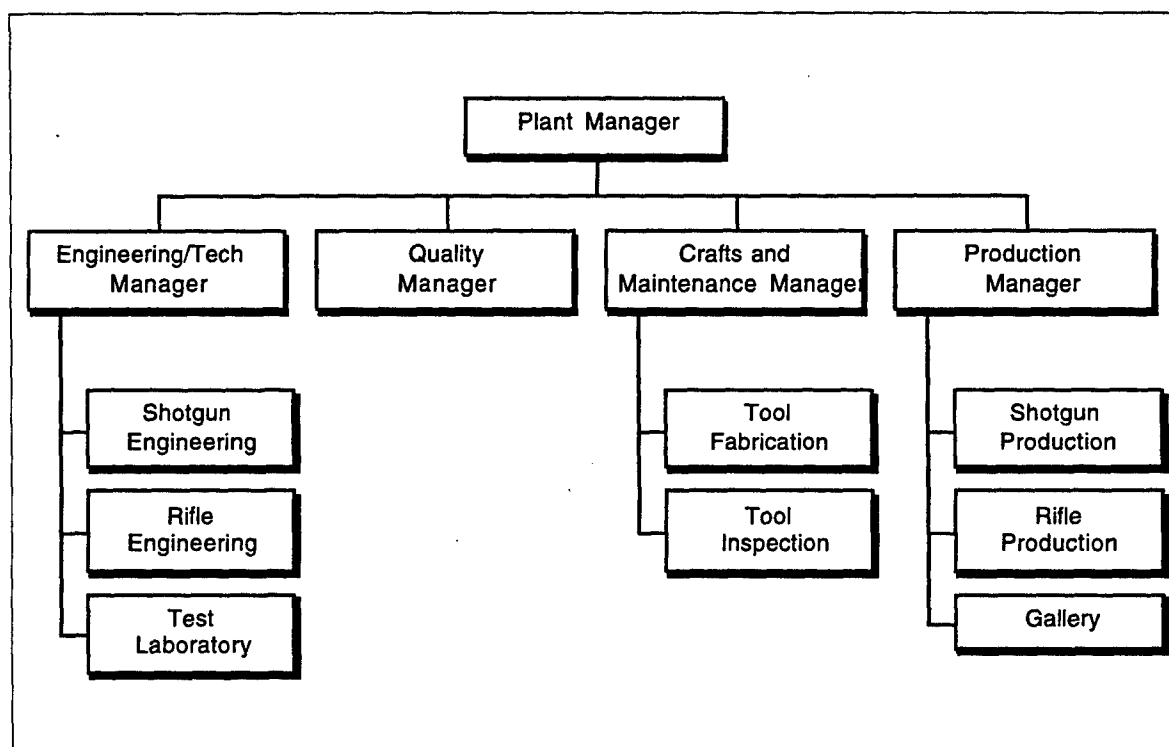 Plant Manager
Engineering/Tech
Manager
Quality
Manager
Crafts and
Maintenance Manager
Production
Manager
Shotgun
Engineering
Tool
Fabrication
Shotgun
Production
Rifle
Engineering
Tool
Inspection
Rifle
Production
Test
Laboratory
Gallery